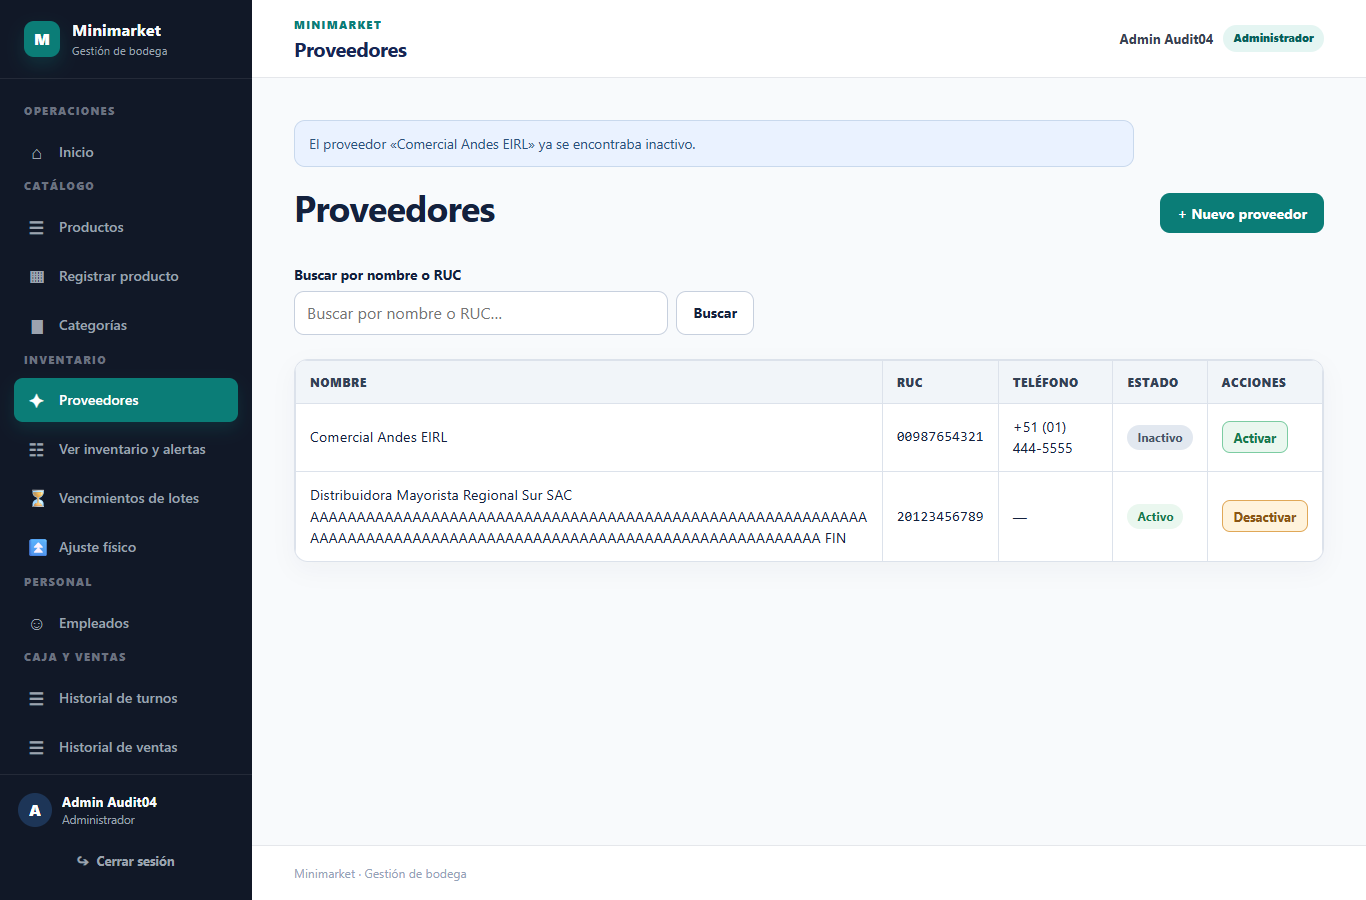 M
Minimarket
Gestión de bodega
OPERACIONES
Inicio
CATÁLOGO
Productos
Registrar producto
Categorías
INVENTARIO
Proveedores
Ver inventario y alertas
Vencimientos de lotes
Ajuste físico
PERSONAL
Empleados
CAJA Y VENTAS
Historial de turnos
Historial de ventas
A
Admin Audit04
Administrador
Cerrar sesión
MINIMARKET
Proveedores
Admin Audit04
Administrador
El proveedor «Comercial Andes EIRL» ya se encontraba inactivo.
Proveedores
+ Nuevo proveedor
Buscar por nombre o RUC
Buscar por nombre o RUC...
Buscar
NOMBRE RUC TELÉFONO ESTADO ACCIONES
Comercial Andes EIRL 00987654321 +51 (01) 444-5555 Inactivo Activar
Distribuidora Mayorista Regional Sur SAC 20123456789 — Activo Desactivar
AAAAAAAAAAAAAAAAAAAAAAAAAAAAAAAAAAAAAAAAAAAAAAAAAAAAAAAAAAAA
AAAAAAAAAAAAAAAAAAAAAAAAAAAAAAAAAAAAAAAAAAAAAAAAAAAAAAA FIN
Minimarket · Gestión de bodega